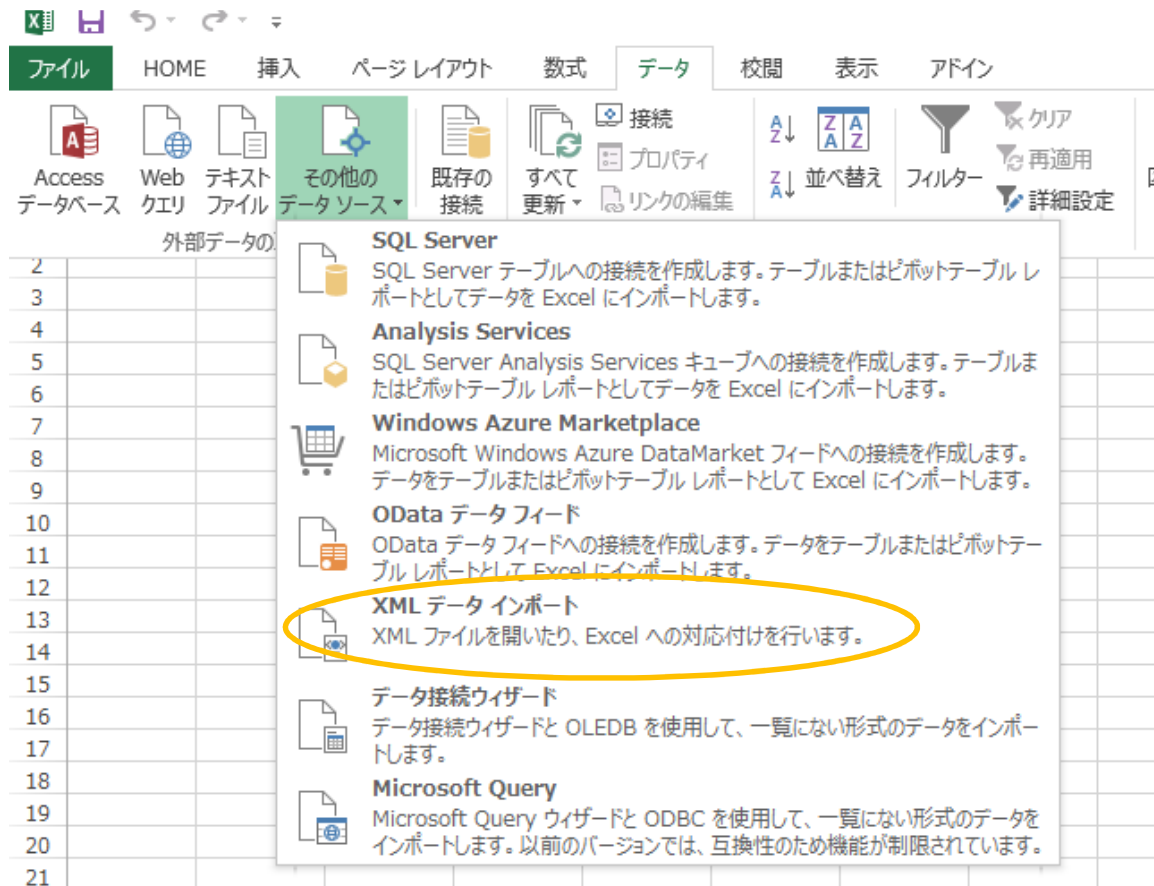 ファイル HOME 挿入 ページ レイアウト 数式 データ 校閲 表示 アドイン
Access データベース
Web クエリ
テキスト ファイル
その他の データ ソース
既存の 接続
すべて 更新
接続
プロパティ
リンクの編集
並べ替え
フィルター
クリア
再適用
詳細設定
外部データの
SQL Server
SQL Server テーブルへの接続を作成します。テーブルまたはピボットテーブル レ
ポートとしてデータを Excel にインポートします。
Analysis Services
SQL Server Analysis Services キューブへの接続を作成します。テーブルま
たはピボットテーブル レポートとしてデータを Excel にインポートします。
Windows Azure Marketplace
Microsoft Windows Azure DataMarket フィードへの接続を作成します。
データをテーブルまたはピボットテーブル レポートとして Excel にインポートします。
OData データ フィード
OData データ フィードへの接続を作成します。データをテーブルまたはピボットテー
ブル レポートとして Excel にインポートします。
XML データ インポート
XML ファイルを開いたり、Excel への対応付けを行います。
データ接続ウィザード
データ接続ウィザードと OLEDB を使用して、一覧にない形式のデータをインポー
トします。
Microsoft Query
Microsoft Query ウィザードと ODBC を使用して、一覧にない形式のデータを
インポートします。以前のバージョンでは、互換性のため機能が制限されています。
2
3
4
5
6
7
8
9
10
11
12
13
14
15
16
17
18
19
20
21